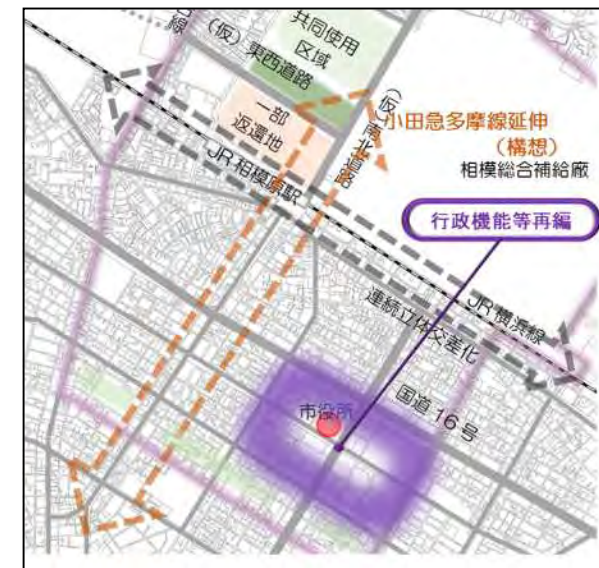 線
共同使用
区域
(仮)東西道路
一部
返還地
(仮)南北道路
小田急多摩線延伸
(構想)
相模総合補給廠
JR相模原駅
行政機能等再編
JR横浜線
連続立体交差化
国道16号
市役所